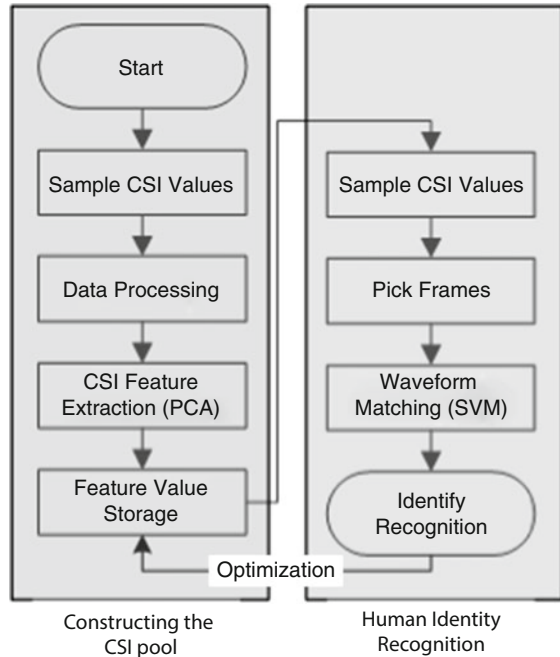 Start
Sample CSI Values
Data Processing
CSI Feature
Extraction (PCA)
Feature Value
Storage
Sample CSI Values
Pick Frames
Waveform
Matching (SVM)
Identify
Recognition
Optimization
Constructing the
CSI pool
Human Identity
Recognition